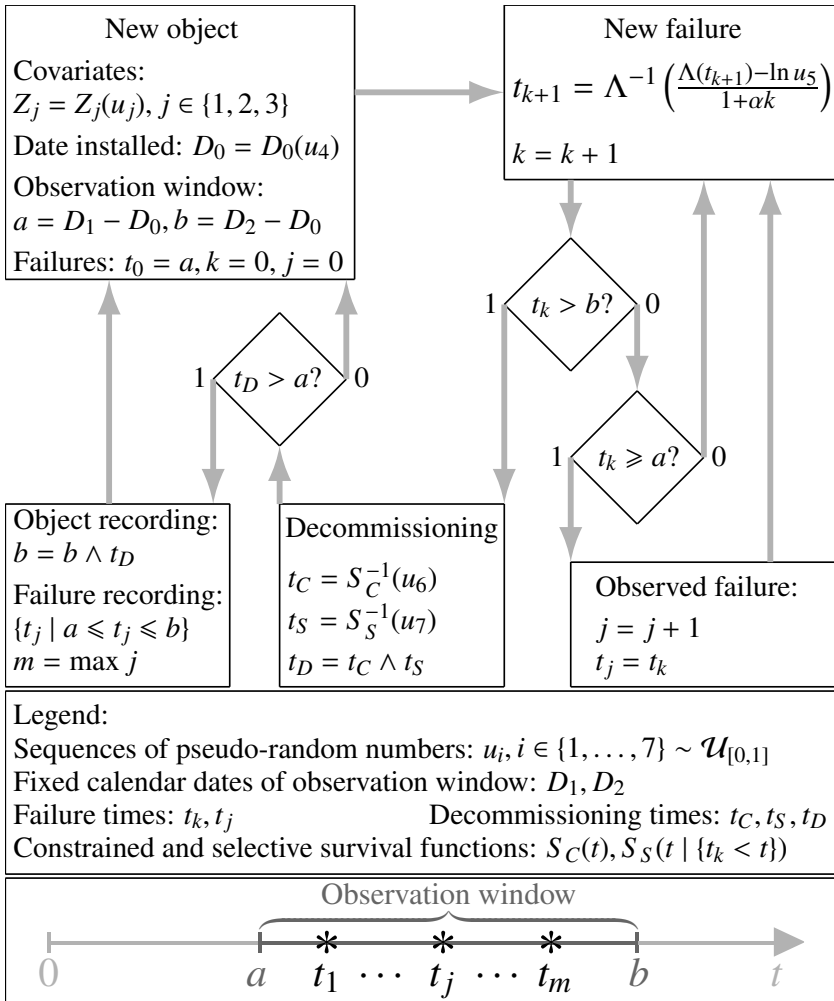 New object
Covariates:
Z_j = Z_j(u_j), j ∈ {1, 2, 3}
Date installed: D_0 = D_0(u_4)
Observation window:
a = D_1 − D_0, b = D_2 − D_0
Failures: t_0 = a, k = 0, j = 0
New failure
t_{k+1} = Λ^{−1} ( (Λ(t_{k+1}) − ln u_5) / (1+αk) )
k = k + 1
1 t_k > b? 0
1 t_D > a? 0
1 t_k ⩾ a? 0
Object recording:
b = b ∧ t_D
Failure recording:
{t_j | a ⩽ t_j ⩽ b}
m = max j
Decommissioning
t_C = S_C^{−1}(u_6)
t_S = S_S^{−1}(u_7)
t_D = t_C ∧ t_S
Observed failure:
j = j + 1
t_j = t_k
Legend:
Sequences of pseudo-random numbers: u_i, i ∈ {1, . . . , 7} ∼ 𝒰_{[0,1]}
Fixed calendar dates of observation window: D_1, D_2
Failure times: t_k, t_j Decommissioning times: t_C, t_S, t_D
Constrained and selective survival functions: S_C(t), S_S(t | {t_k < t})
Observation window
∗ ∗ ∗
0 a t_1 · · · t_j · · · t_m b t